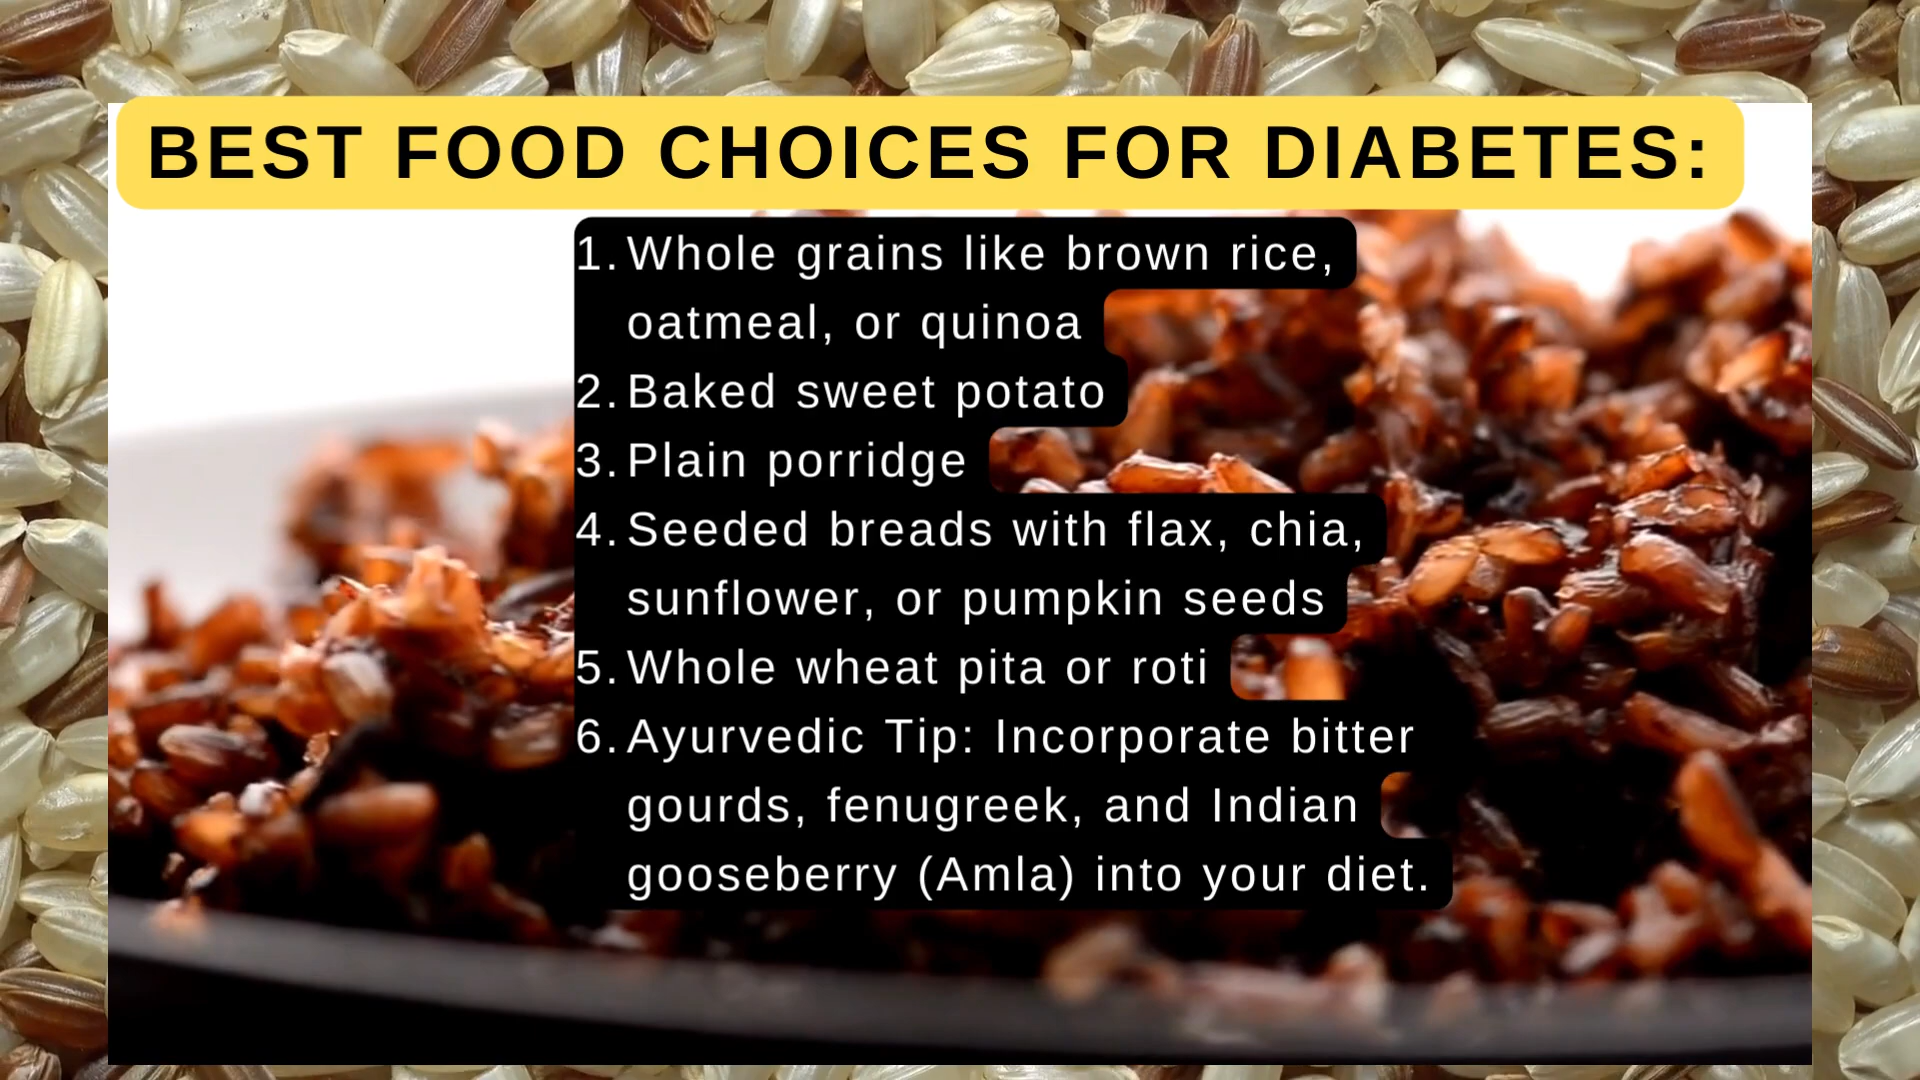 BEST FOOD CHOICES FOR DIABETES:
1. Whole grains like brown rice,
oatmeal, or quinoa
2. Baked sweet potato
3. Plain porridge
4. Seeded breads with flax, chia,
sunflower, or pumpkin seeds
5. Whole wheat pita or roti
6. Ayurvedic Tip: Incorporate bitter
gourds, fenugreek, and Indian
gooseberry (Amla) into your diet.